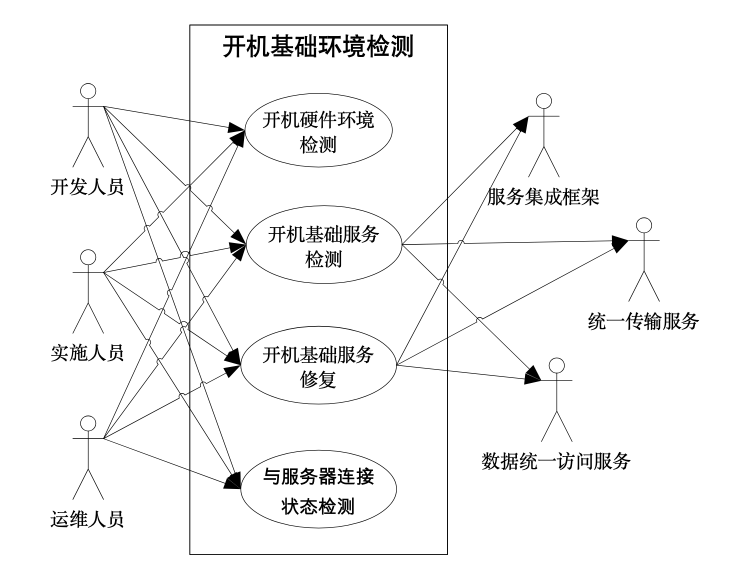 开机基础环境检测
开机硬件环境
检测
开发人员
服务集成框架
开机基础服务
检测
统一传输服务
实施人员
开机基础服务
修复
数据统一访问服务
与服务器连接
状态检测
运维人员